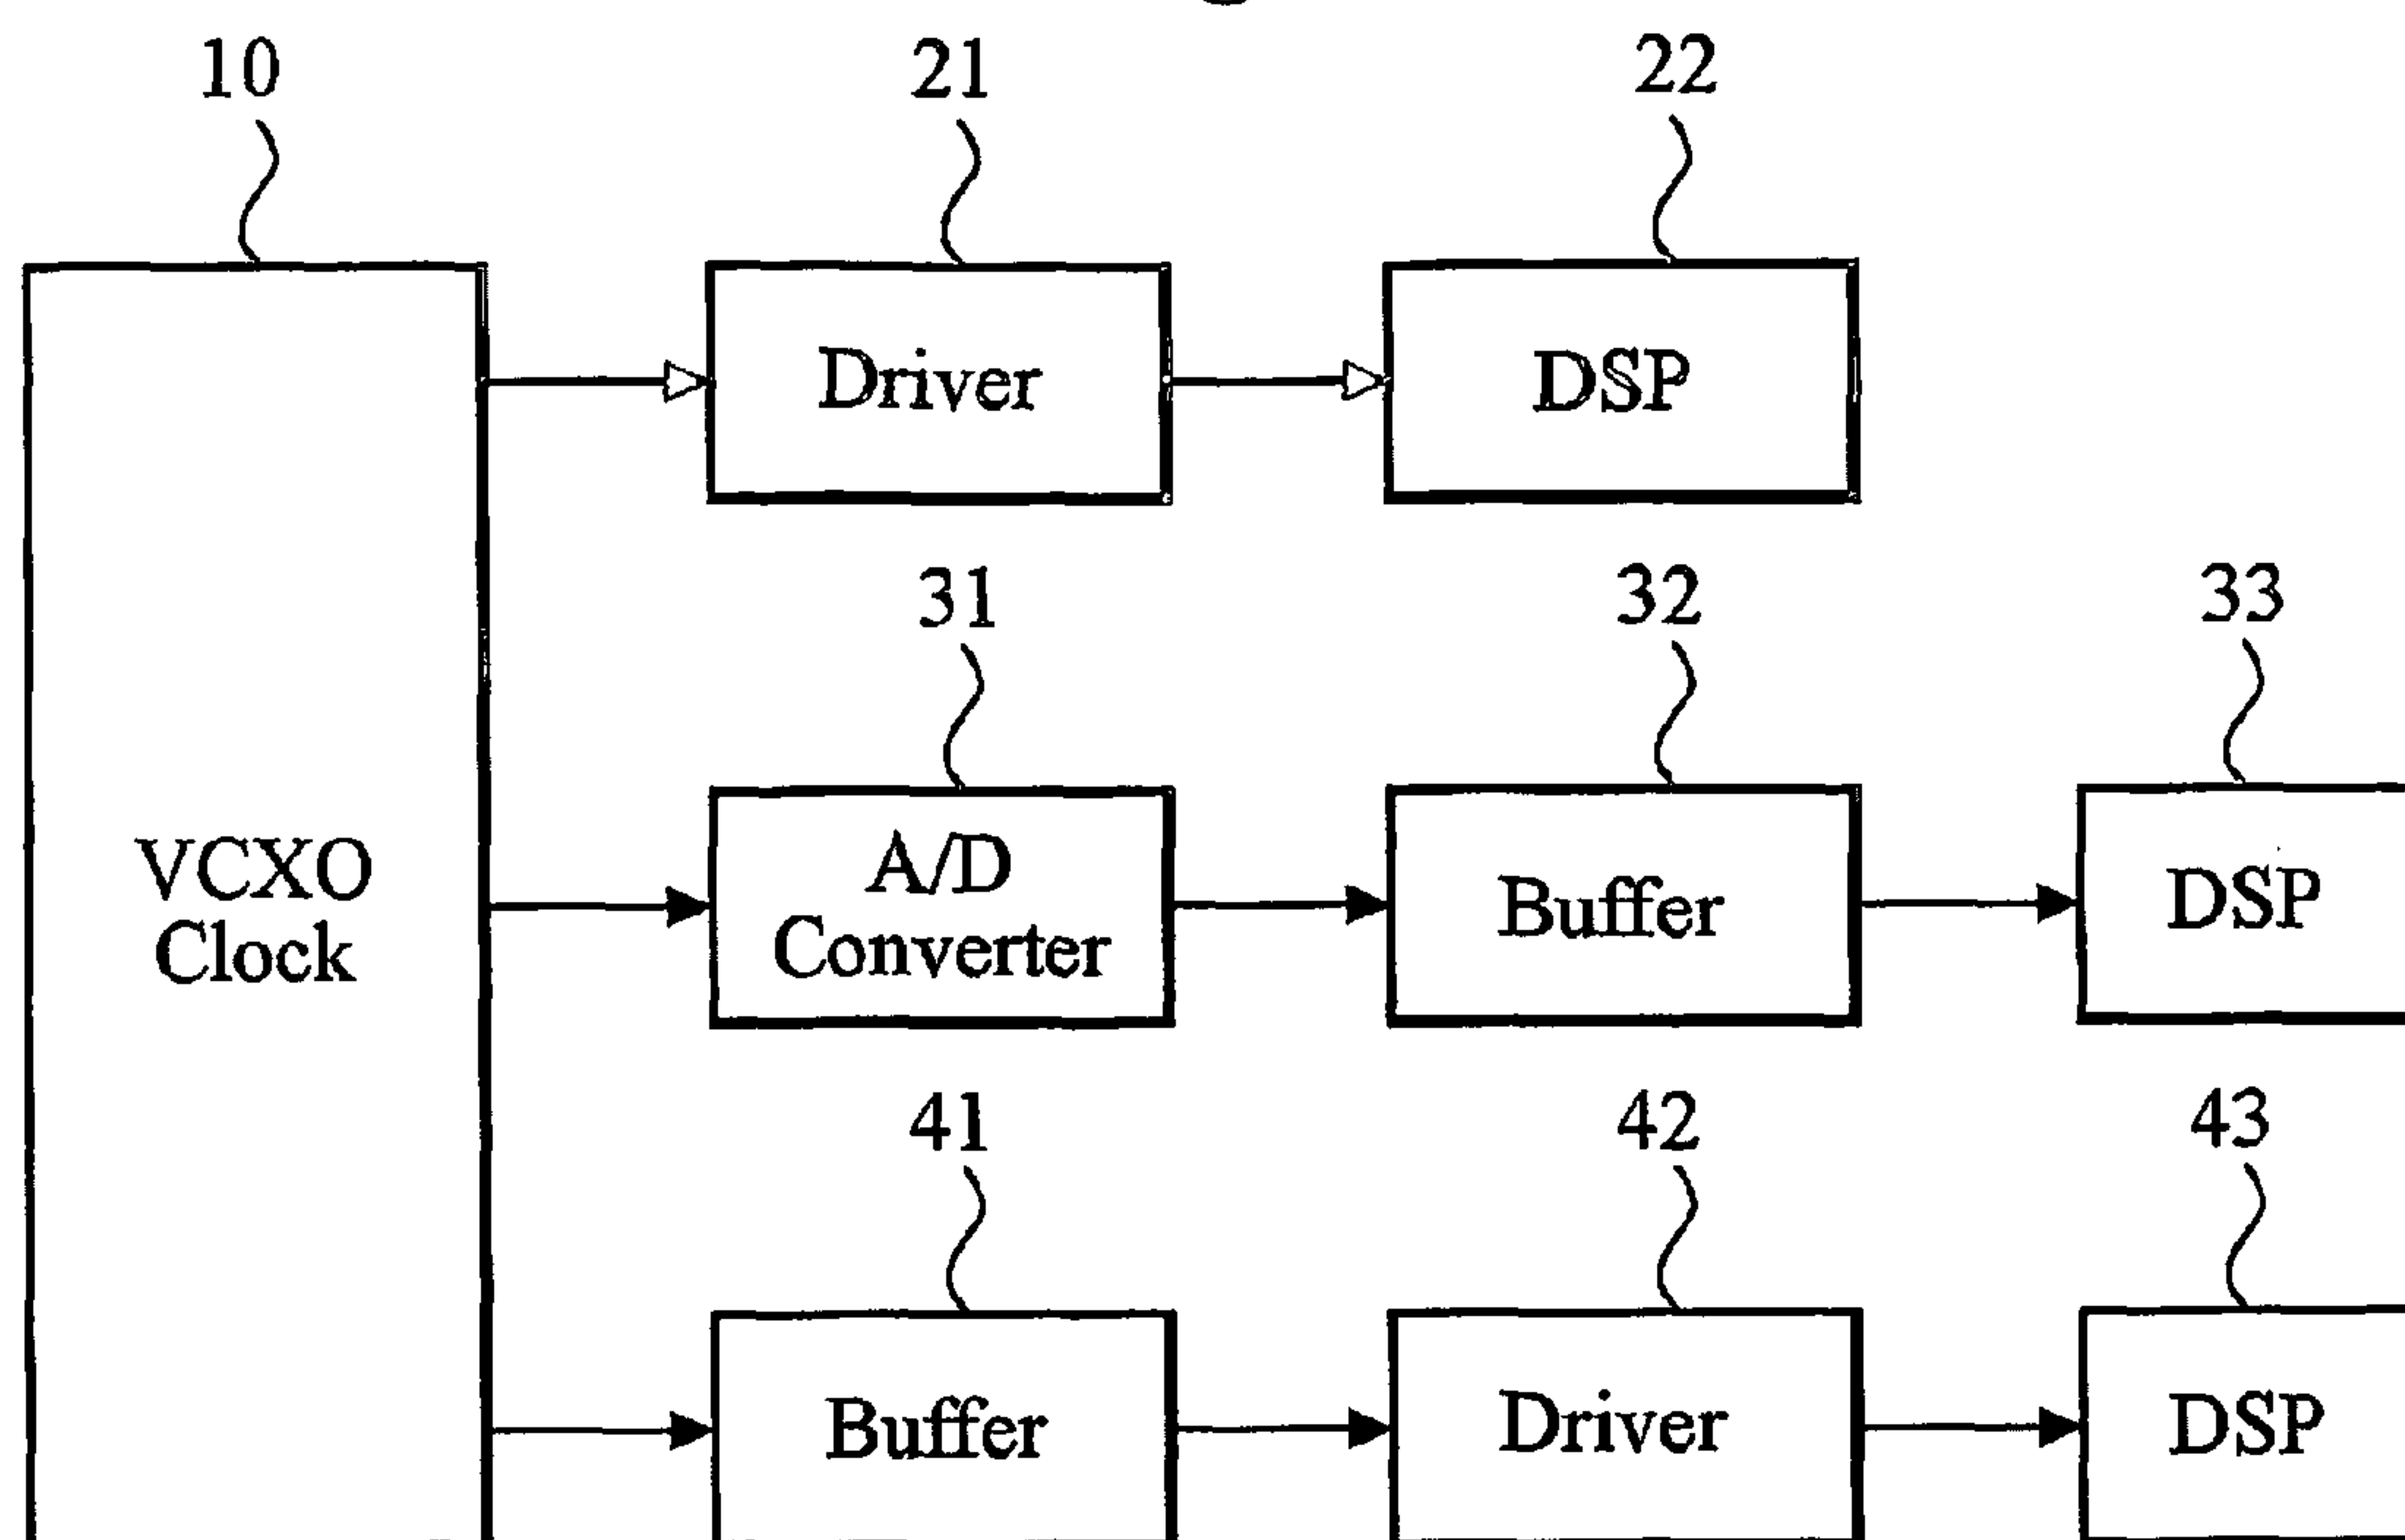 10
21
22
Driver
DSP
31
32
33
VCXO
Clock
A/D
Converter
Buffer
DSP
41
42
43
Buffer
Driver
DSP